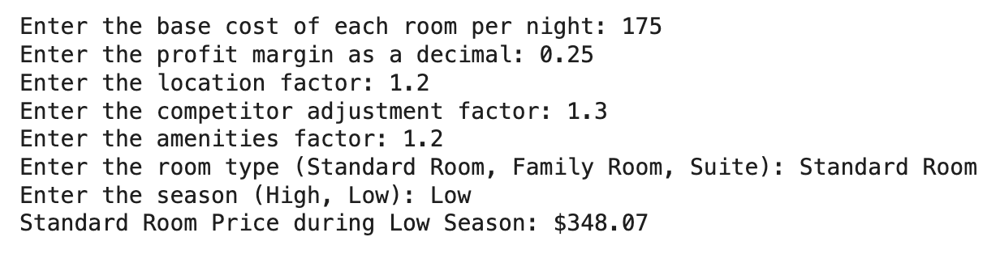 Enter the base cost of each room per night: 175
Enter the profit margin as a decimal: 0.25
Enter the location factor: 1.2
Enter the competitor adjustment factor: 1.3
Enter the amenities factor: 1.2
Enter the room type (Standard Room, Family Room, Suite): Standard Room
Enter the season (High, Low): Low
Standard Room Price during Low Season: $348.07